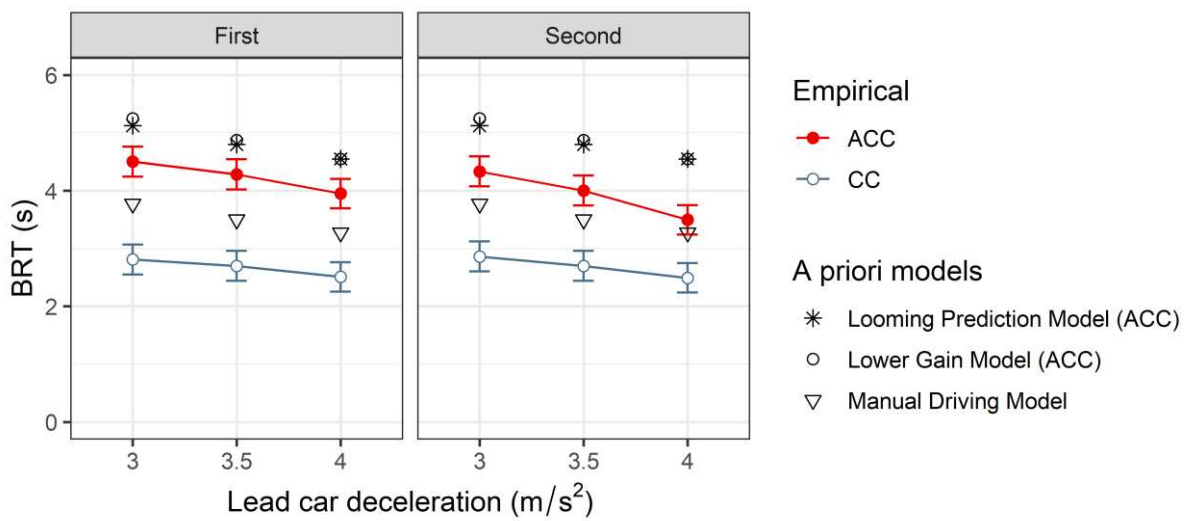 First
Second
6
4
2
0
BRT (s)
3
3.5
4
3
3.5
4
Lead car deceleration (m/s²)
Empirical
ACC
CC
A priori models
Looming Prediction Model (ACC)
Lower Gain Model (ACC)
Manual Driving Model